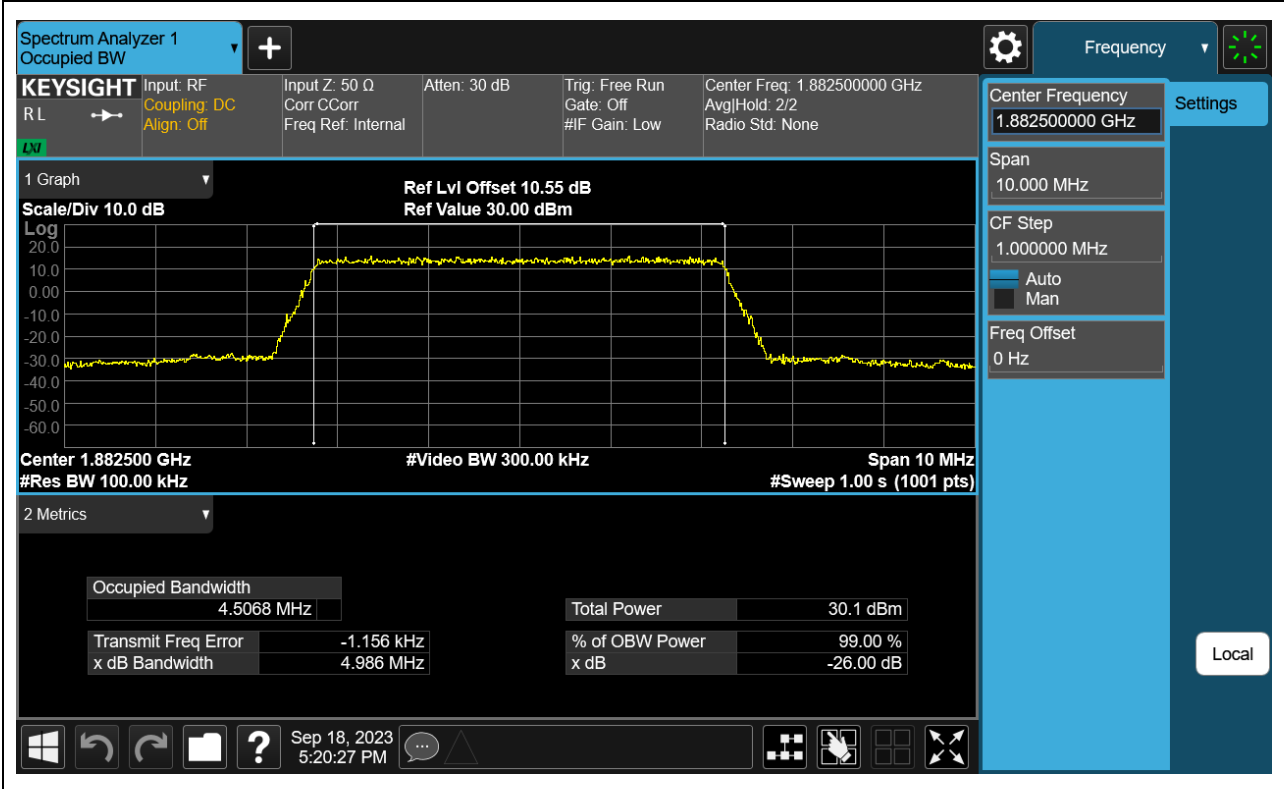 Spectrum Analyzer 1
Occupied BW
Frequency
KEYSIGHT
R L
LXI
Input: RF
Coupling: DC
Align: Off
Input Z: 50 Ω
Corr CCorr
Freq Ref: Internal
Atten: 30 dB
Trig: Free Run
Gate: Off
#IF Gain: Low
Center Freq: 1.882500000 GHz
Avg|Hold: 2/2
Radio Std: None
Center Frequency
1.882500000 GHz
Settings
Span
10.000 MHz
CF Step
1.000000 MHz
Auto
Man
Freq Offset
0 Hz
Local
1 Graph
Scale/Div 10.0 dB
Ref Lvl Offset 10.55 dB
Ref Value 30.00 dBm
Log
20.0
10.0
0.00
-10.0
-20.0
-30.0
-40.0
-50.0
-60.0
Center 1.882500 GHz
#Video BW 300.00 kHz
Span 10 MHz
#Res BW 100.00 kHz
#Sweep 1.00 s (1001 pts)
2 Metrics
Occupied Bandwidth
4.5068 MHz
Total Power 30.1 dBm
Transmit Freq Error -1.156 kHz
% of OBW Power 99.00 %
x dB Bandwidth 4.986 MHz
x dB -26.00 dB
?
Sep 18, 2023
5:20:27 PM